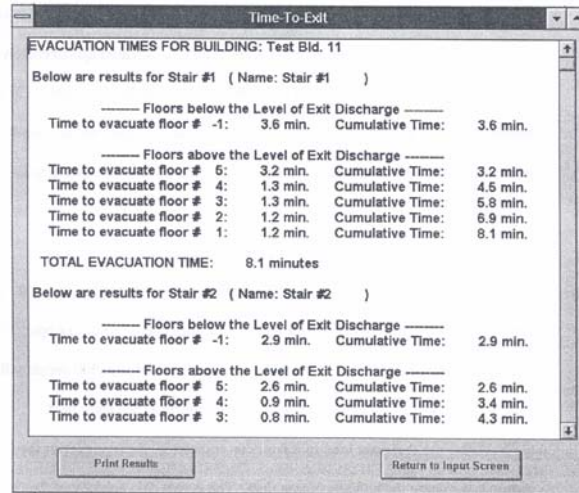 Time-To-Exit
EVACUATION TIMES FOR BUILDING: Test Bld. 11
Below are results for Stair #1 ( Name: Stair #1 )
-------- Floors below the Level of Exit Discharge --------
Time to evacuate floor # -1: 3.6 min. Cumulative Time: 3.6 min.
-------- Floors above the Level of Exit Discharge --------
Time to evacuate floor # 5: 3.2 min. Cumulative Time: 3.2 min.
Time to evacuate floor # 4: 1.3 min. Cumulative Time: 4.5 min.
Time to evacuate floor # 3: 1.3 min. Cumulative Time: 5.8 min.
Time to evacuate floor # 2: 1.2 min. Cumulative Time: 6.9 min.
Time to evacuate floor # 1: 1.2 min. Cumulative Time: 8.1 min.
TOTAL EVACUATION TIME: 8.1 minutes
Below are results for Stair #2 ( Name: Stair #2 )
-------- Floors below the Level of Exit Discharge --------
Time to evacuate floor # -1: 2.9 min. Cumulative Time: 2.9 min.
-------- Floors above the Level of Exit Discharge --------
Time to evacuate floor # 5: 2.6 min. Cumulative Time: 2.6 min.
Time to evacuate floor # 4: 0.9 min. Cumulative Time: 3.4 min.
Time to evacuate floor # 3: 0.8 min. Cumulative Time: 4.3 min.
Print Results Return to Input Screen